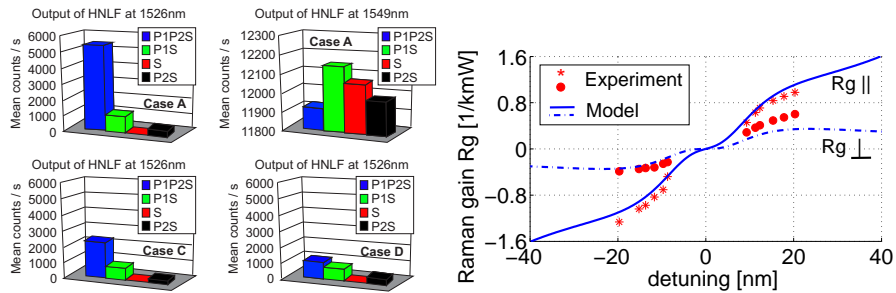 Output of HNLF at 1526nm
Mean counts / s
6000
5000
4000
3000
2000
1000
0
P1P2S
P1S
S
P2S
Case A
Output of HNLF at 1549nm
Mean counts / s
12300
12200
12100
12000
11900
11800
Case A
P1P2S
P1S
S
P2S
Output of HNLF at 1526nm
Mean counts / s
6000
5000
4000
3000
2000
1000
0
P1P2S
P1S
S
P2S
Case C
Output of HNLF at 1526nm
Mean counts / s
6000
5000
4000
3000
2000
1000
0
P1P2S
P1S
S
P2S
Case D
Raman gain Rg [1/kmW]
1.6
0.8
0
−0.8
−1.6
Experiment
Model
Rg ||
Rg ⊥
−40
−20
0
20
40
detuning [nm]